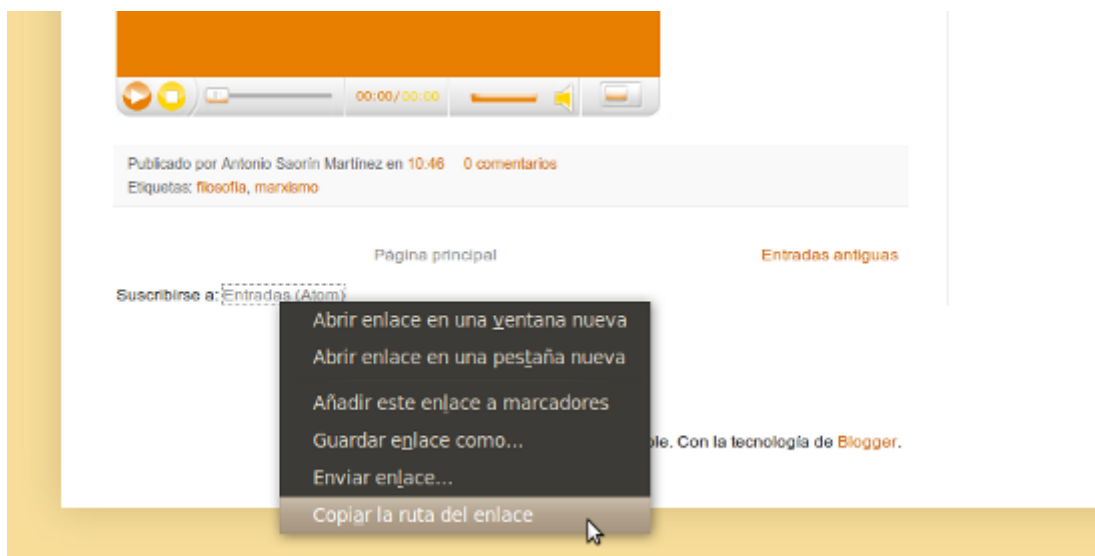 00:00/00:00
Publicado por Antonio Saorín Martínez en 10:46 0 comentarios
Etiquetas: filosofía, marxismo
Página principal Entradas antiguas
Suscribirse a: Entradas (Atom)
Abrir enlace en una ventana nueva
Abrir enlace en una pestaña nueva
Añadir este enlace a marcadores
Guardar enlace como...
Con la tecnología de Blogger.
Enviar enlace...
Copiar la ruta del enlace